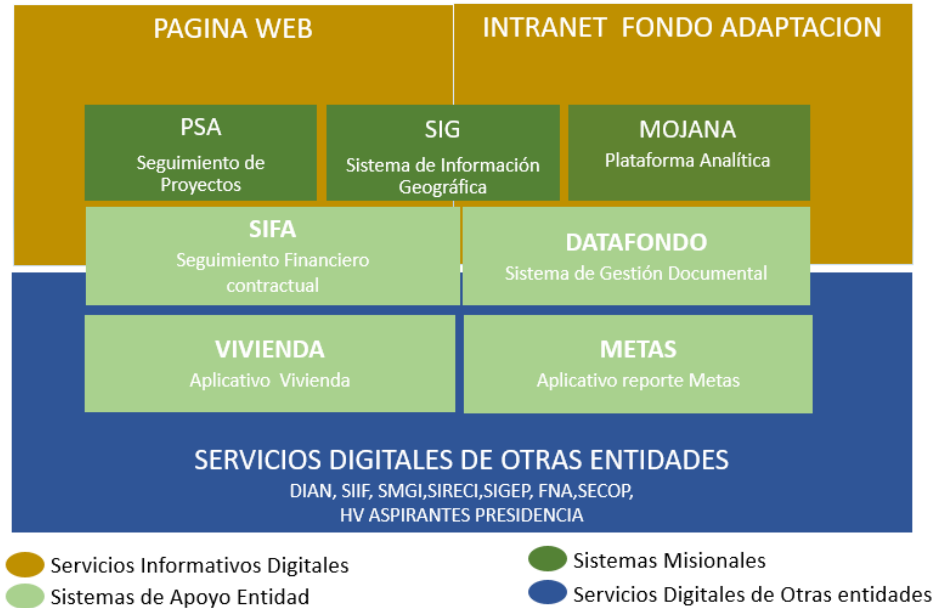 PAGINA WEB
INTRANET FONDO ADAPTACION
PSA
Seguimiento de
Proyectos
SIG
Sistema de Información
Geográfica
MOJANA
Plataforma Analítica
SIFA
Seguimiento Financiero
contractual
DATAFONDO
Sistema de Gestión Documental
VIVIENDA
Aplicativo Vivienda
METAS
Aplicativo reporte Metas
SERVICIOS DIGITALES DE OTRAS ENTIDADES
DIAN, SIIF, SMGI,SIRECI,SIGEP, FNA,SECOP,
HV ASPIRANTES PRESIDENCIA
Servicios Informativos Digitales
Sistemas de Apoyo Entidad
Sistemas Misionales
Servicios Digitales de Otras entidades